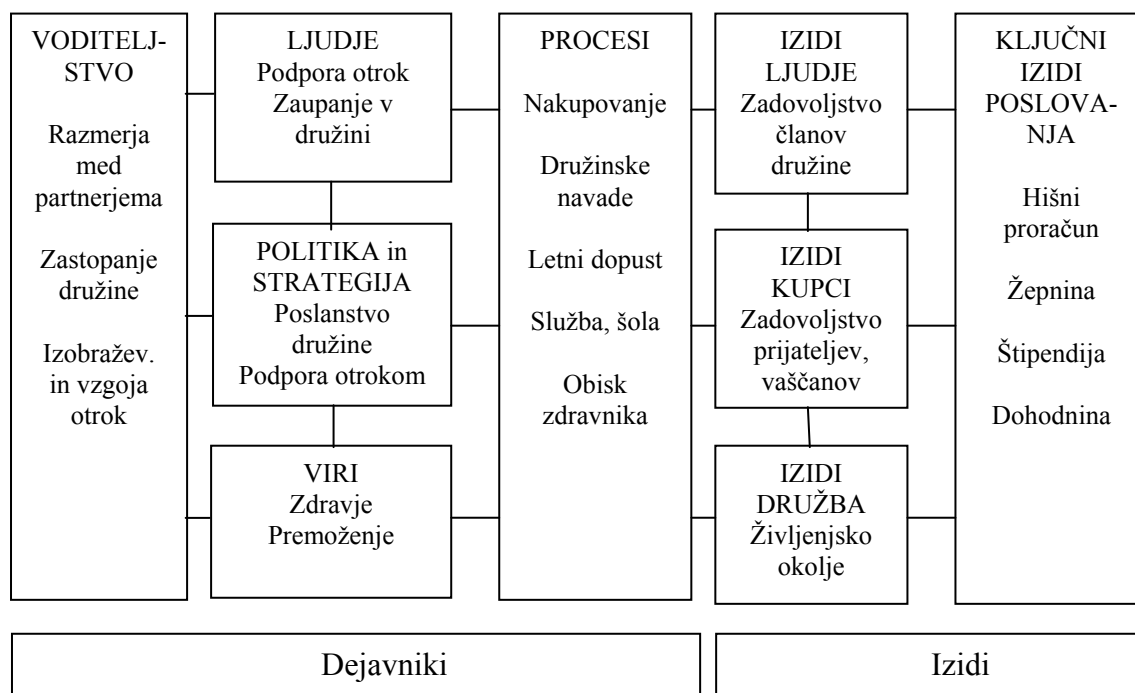 VODITELJ-
STVO
Razmerja
med
partnerjema
Zastopanje
družine
Izobražev.
in vzgoja
otrok
LJUDJE
Podpora otrok
Zaupanje v
družini
POLITIKA in
STRATEGIJA
Poslanstvo
družine
Podpora otrokom
VIRI
Zdravje
Premoženje
PROCESI
Nakupovanje
Družinske
navade
Letni dopust
Služba, šola
Obisk
zdravnika
IZIDI
LJUDJE
Zadovoljstvo
članov
družine
IZIDI
KUPCI
Zadovoljstvo
prijateljev,
vaščanov
IZIDI
DRUŽBA
Življenjsko
okolje
KLJUČNI
IZIDI
POSLOVA-
NJA
Hišni
proračun
Žepnina
Štipendija
Dohodnina
Dejavniki
Izidi